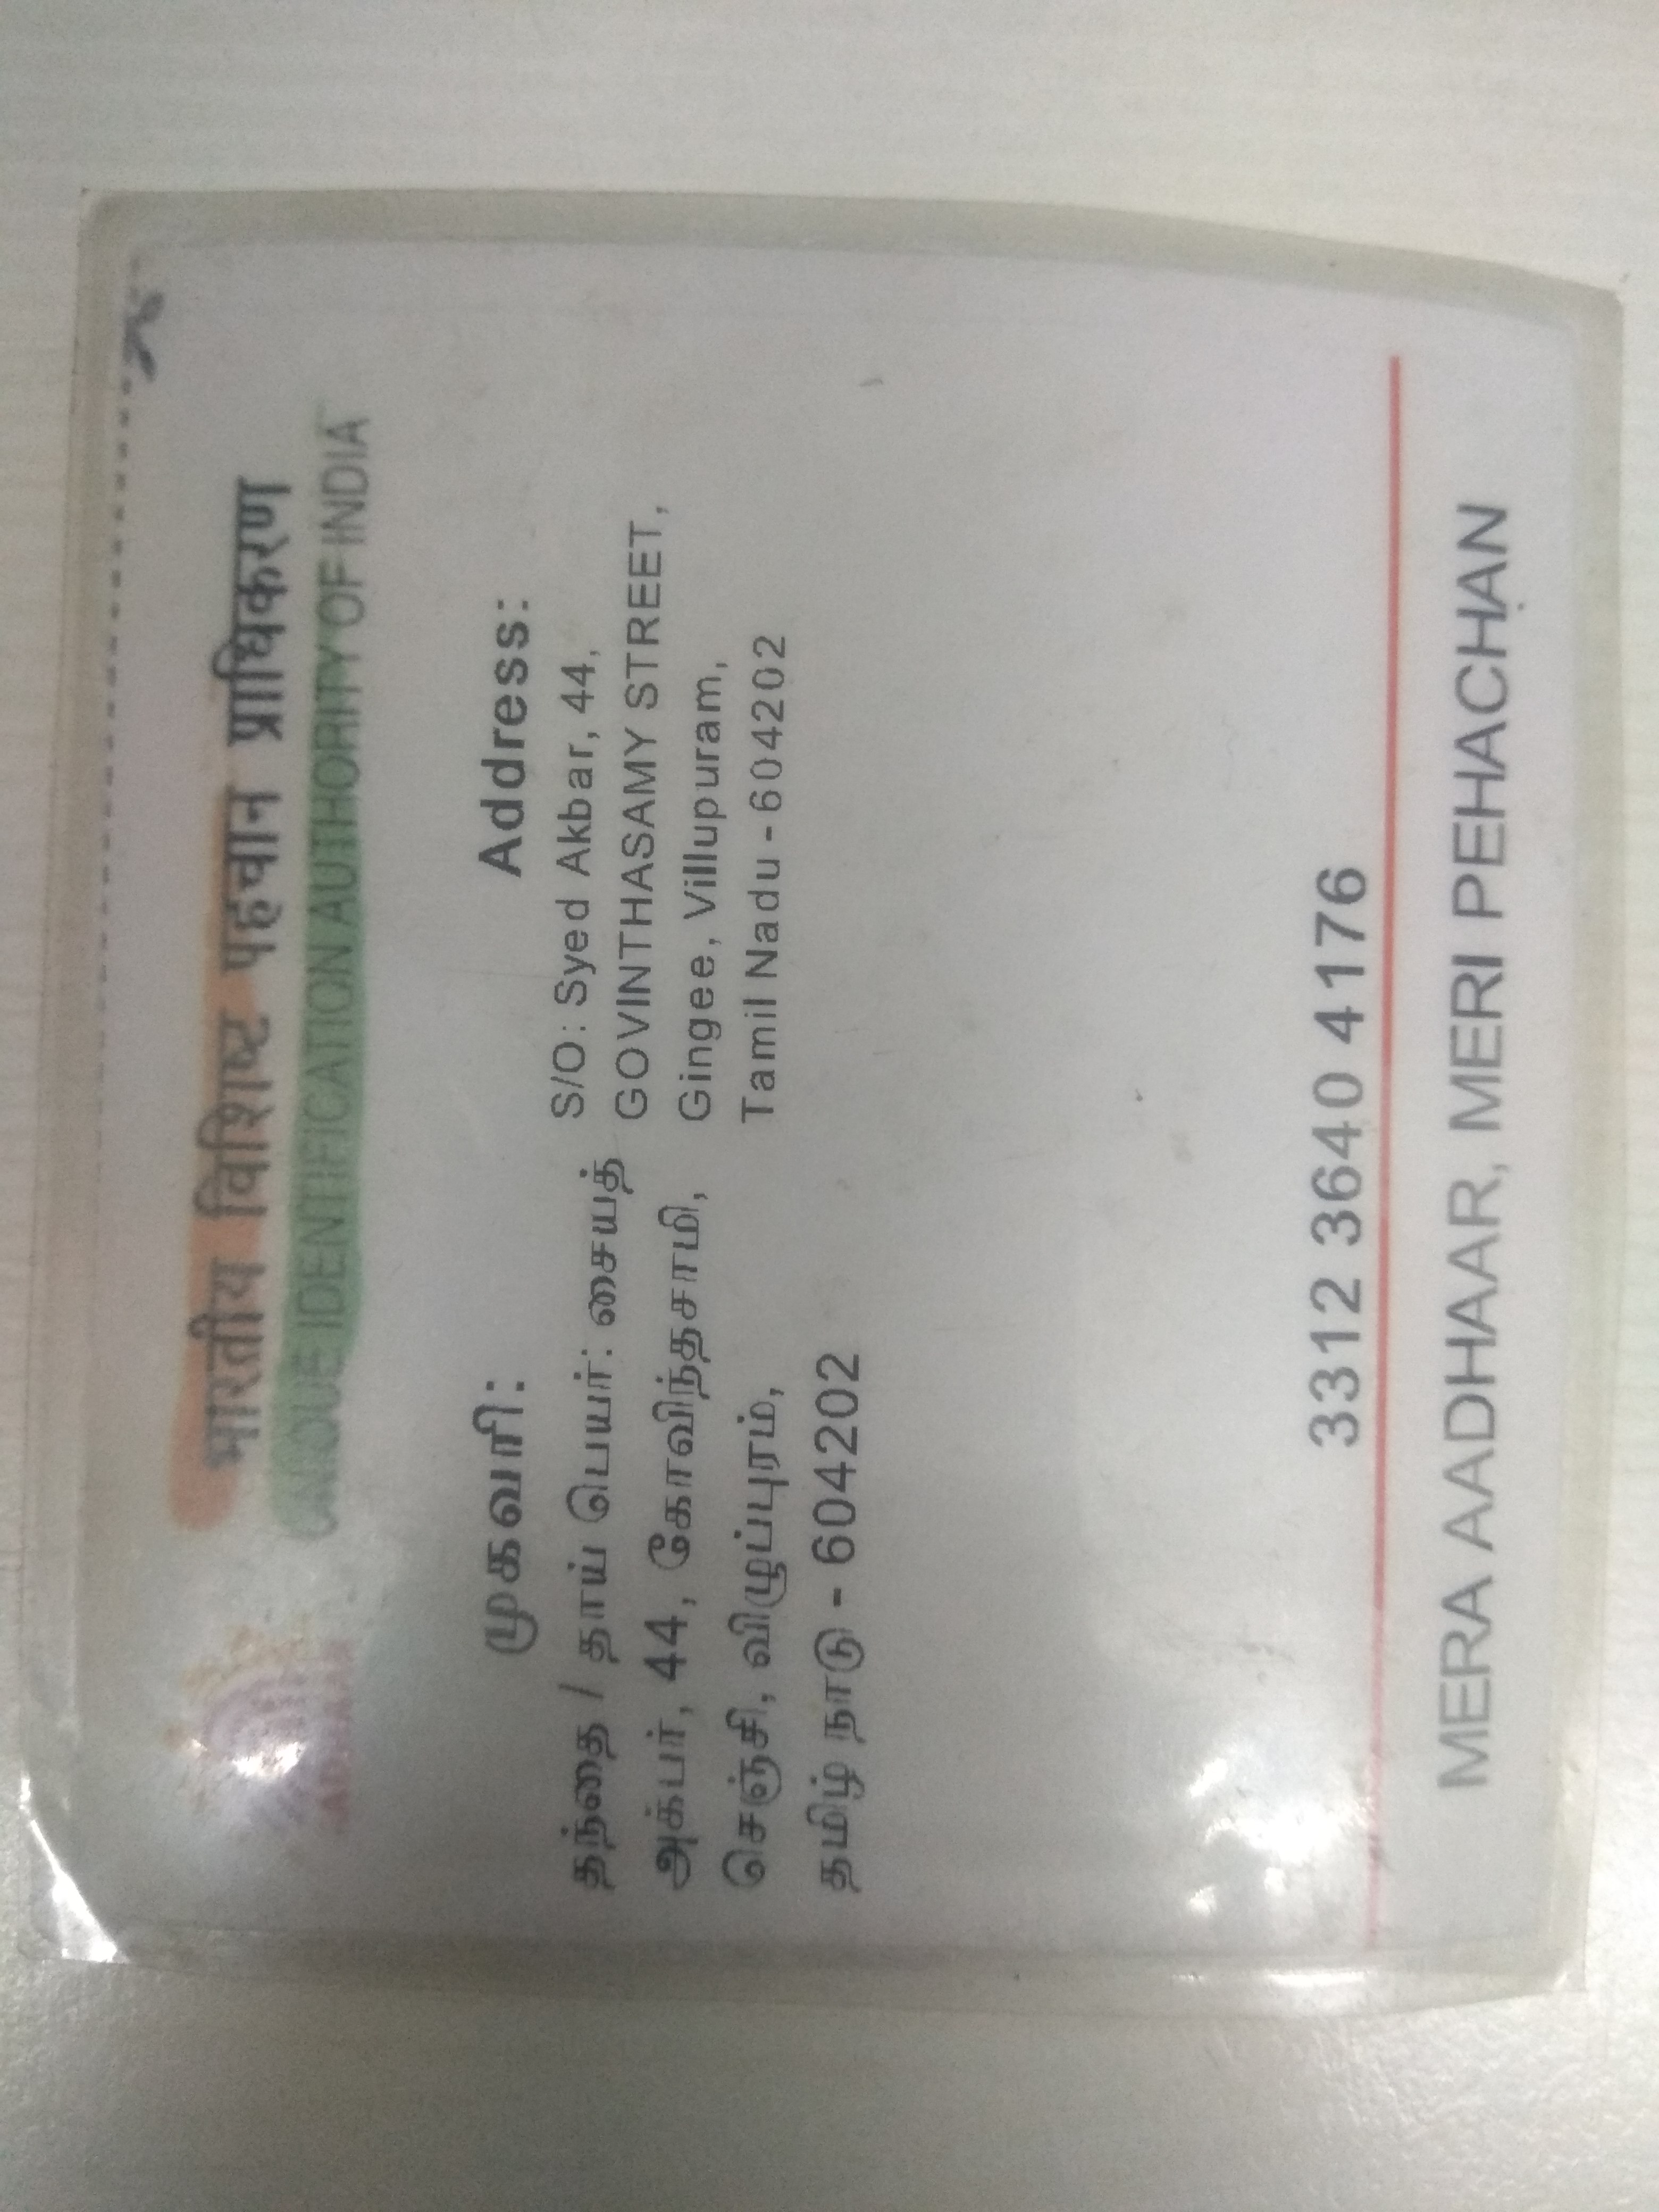 भारतीय विशिष्ट पहचान प्राधिकरण
UNIQUE IDENTIFICATION AUTHORITY OF INDIA
AADHAAR
முகவரி:
தந்தை / தாய் பெயர்: சையத்
அக்பர், 44, கோவிந்தசாமி,
செஞ்சி, விழுப்புரம்,
தமிழ் நாடு - 604202
Address:
S/O: Syed Akbar, 44,
GOVINTHASAMY STREET,
Gingee, Villupuram,
Tamil Nadu - 604202
3312 3640 4176
MERA AADHAAR, MERI PEHACHAN